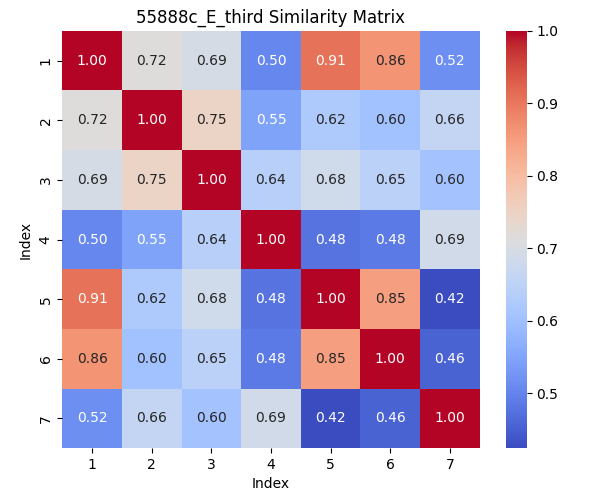 55888c_E_third Similarity Matrix
1 1.00 0.72 0.69 0.50 0.91 0.86 0.52
2 0.72 1.00 0.75 0.55 0.62 0.60 0.66
3 0.69 0.75 1.00 0.64 0.68 0.65 0.60
4 0.50 0.55 0.64 1.00 0.48 0.48 0.69
5 0.91 0.62 0.68 0.48 1.00 0.85 0.42
6 0.86 0.60 0.65 0.48 0.85 1.00 0.46
7 0.52 0.66 0.60 0.69 0.42 0.46 1.00
1 2 3 4 5 6 7
Index
Index
1.0
0.9
0.8
0.7
0.6
0.5